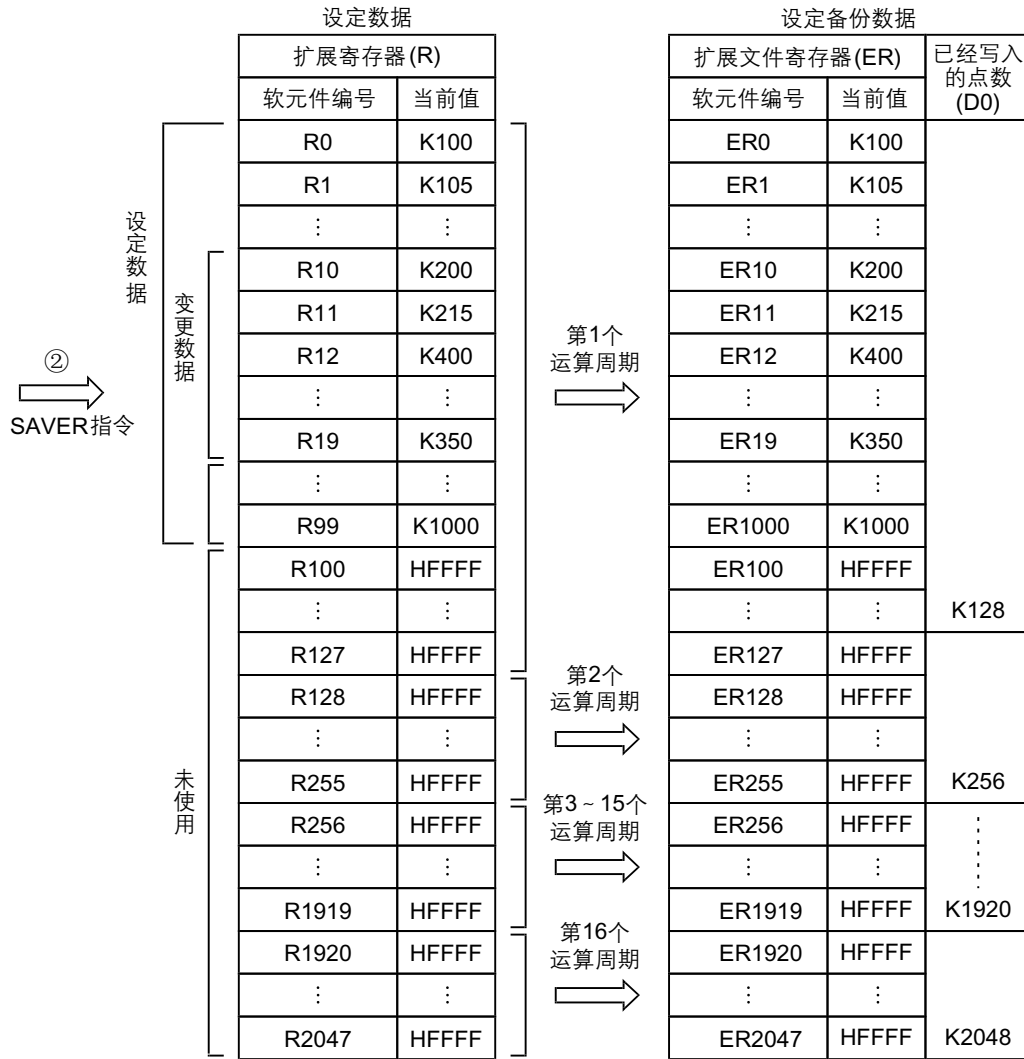 设定数据 设定备份数据
扩展寄存器(R) 扩展文件寄存器(ER) 已经写入
的点数
(D0)
软元件编号 当前值 软元件编号 当前值
R0 K100 ER0 K100
R1 K105 ER1 K105
⋮ ⋮ ⋮ ⋮
设定数据
R10 K200 ER10 K200
变更数据
R11 K215 ER11 K215
第1个
运算周期
R12 K400 ER12 K400
②
SAVER指令
⋮ ⋮ ⋮ ⋮
R19 K350 ER19 K350
⋮ ⋮ ⋮ ⋮
R99 K1000 ER1000 K1000
R100 HFFFF ER100 HFFFF
⋮ ⋮ ⋮ ⋮ K128
R127 HFFFF ER127 HFFFF
第2个
运算周期
R128 HFFFF ER128 HFFFF
⋮ ⋮ ⋮ ⋮
未使用
R255 HFFFF ER255 HFFFF K256
第3~15个
运算周期
R256 HFFFF ER256 HFFFF
⋮ ⋮ ⋮ ⋮
R1919 HFFFF ER1919 HFFFF K1920
第16个
运算周期
R1920 HFFFF ER1920 HFFFF
⋮ ⋮ ⋮ ⋮
R2047 HFFFF ER2047 HFFFF K2048